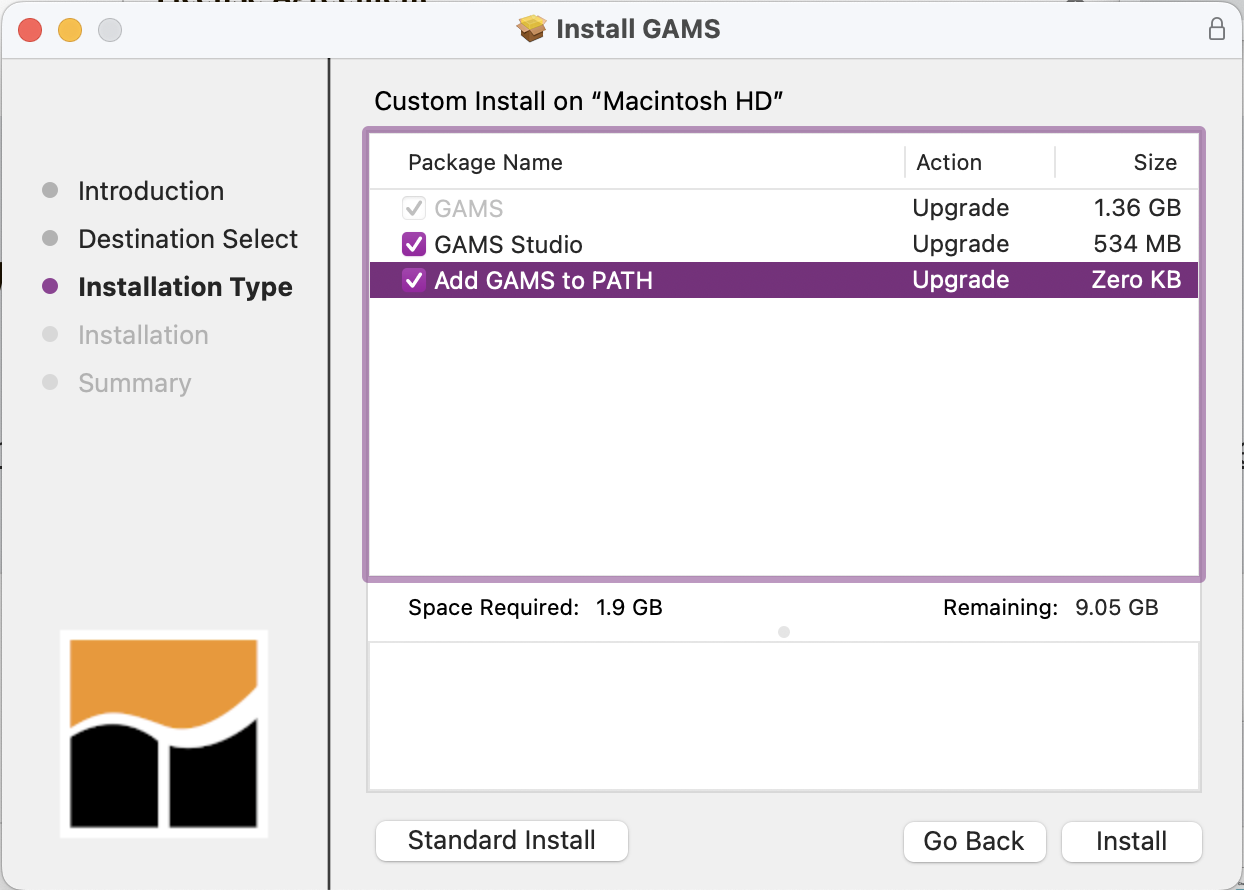 Install GAMS
Introduction
Destination Select
Installation Type
Installation
Summary
Custom Install on “Macintosh HD”
Package Name Action Size
GAMS Upgrade 1.36 GB
GAMS Studio Upgrade 534 MB
Add GAMS to PATH Upgrade Zero KB
Space Required: 1.9 GB Remaining: 9.05 GB
Standard Install Go Back Install